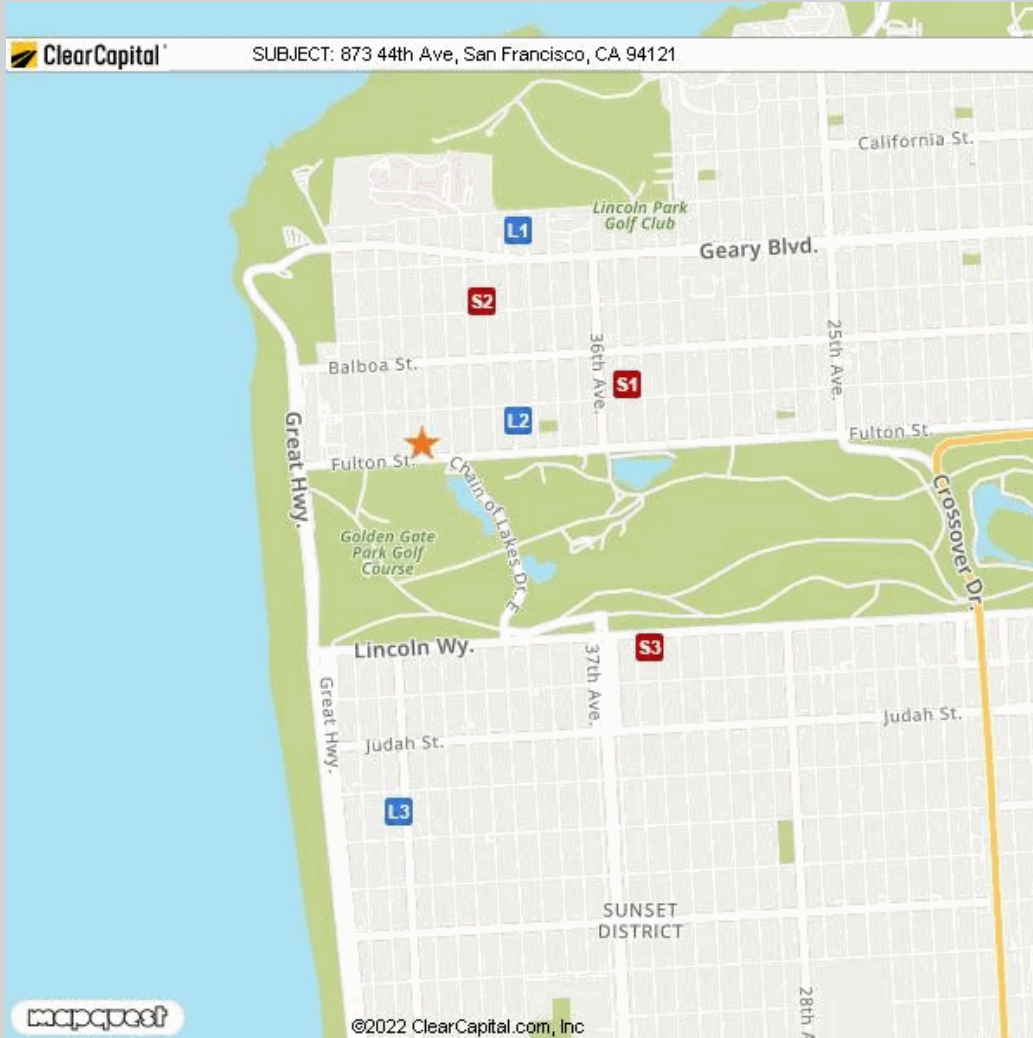 ClearCapital
SUBJECT: 873 44th Ave, San Francisco, CA 94121
California St.
Lincoln Park
Golf Club
L1
Geary Blvd.
S2
25th Ave.
36th Ave.
Balboa St.
S1
Great Hwy.
L2
Fulton St.
Fulton St.
Chain of Lakes Dr. E
Crossover Dr.
Golden Gate
Park Golf
Course
Lincoln Wy.
S3
37th Ave.
Great Hwy.
Judah St.
Judah St.
L3
SUNSET
DISTRICT
28th A
mapquest
©2022 ClearCapital.com, Inc